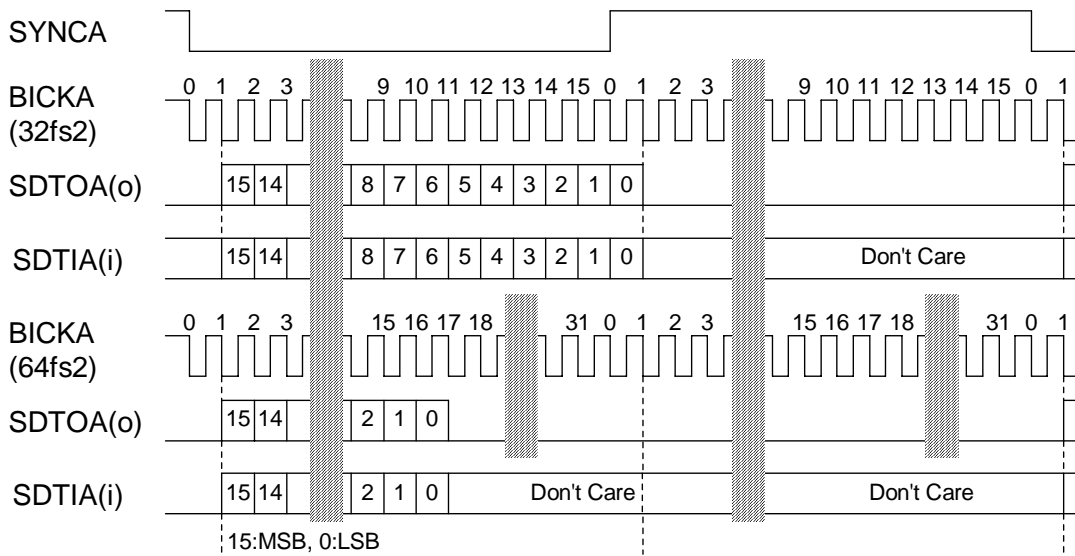 SYNCA
0 1 2 3 9 10 11 12 13 14 15 0 1 2 3 9 10 11 12 13 14 15 0 1
BICKA
(32fs2)
SDTOA(o) 15 14 8 7 6 5 4 3 2 1 0
SDTIA(i) 15 14 8 7 6 5 4 3 2 1 0 Don't Care
0 1 2 3 15 16 17 18 31 0 1 2 3 15 16 17 18 31 0 1
BICKA
(64fs2)
SDTOA(o) 15 14 2 1 0
SDTIA(i) 15 14 2 1 0 Don't Care Don't Care
15:MSB, 0:LSB